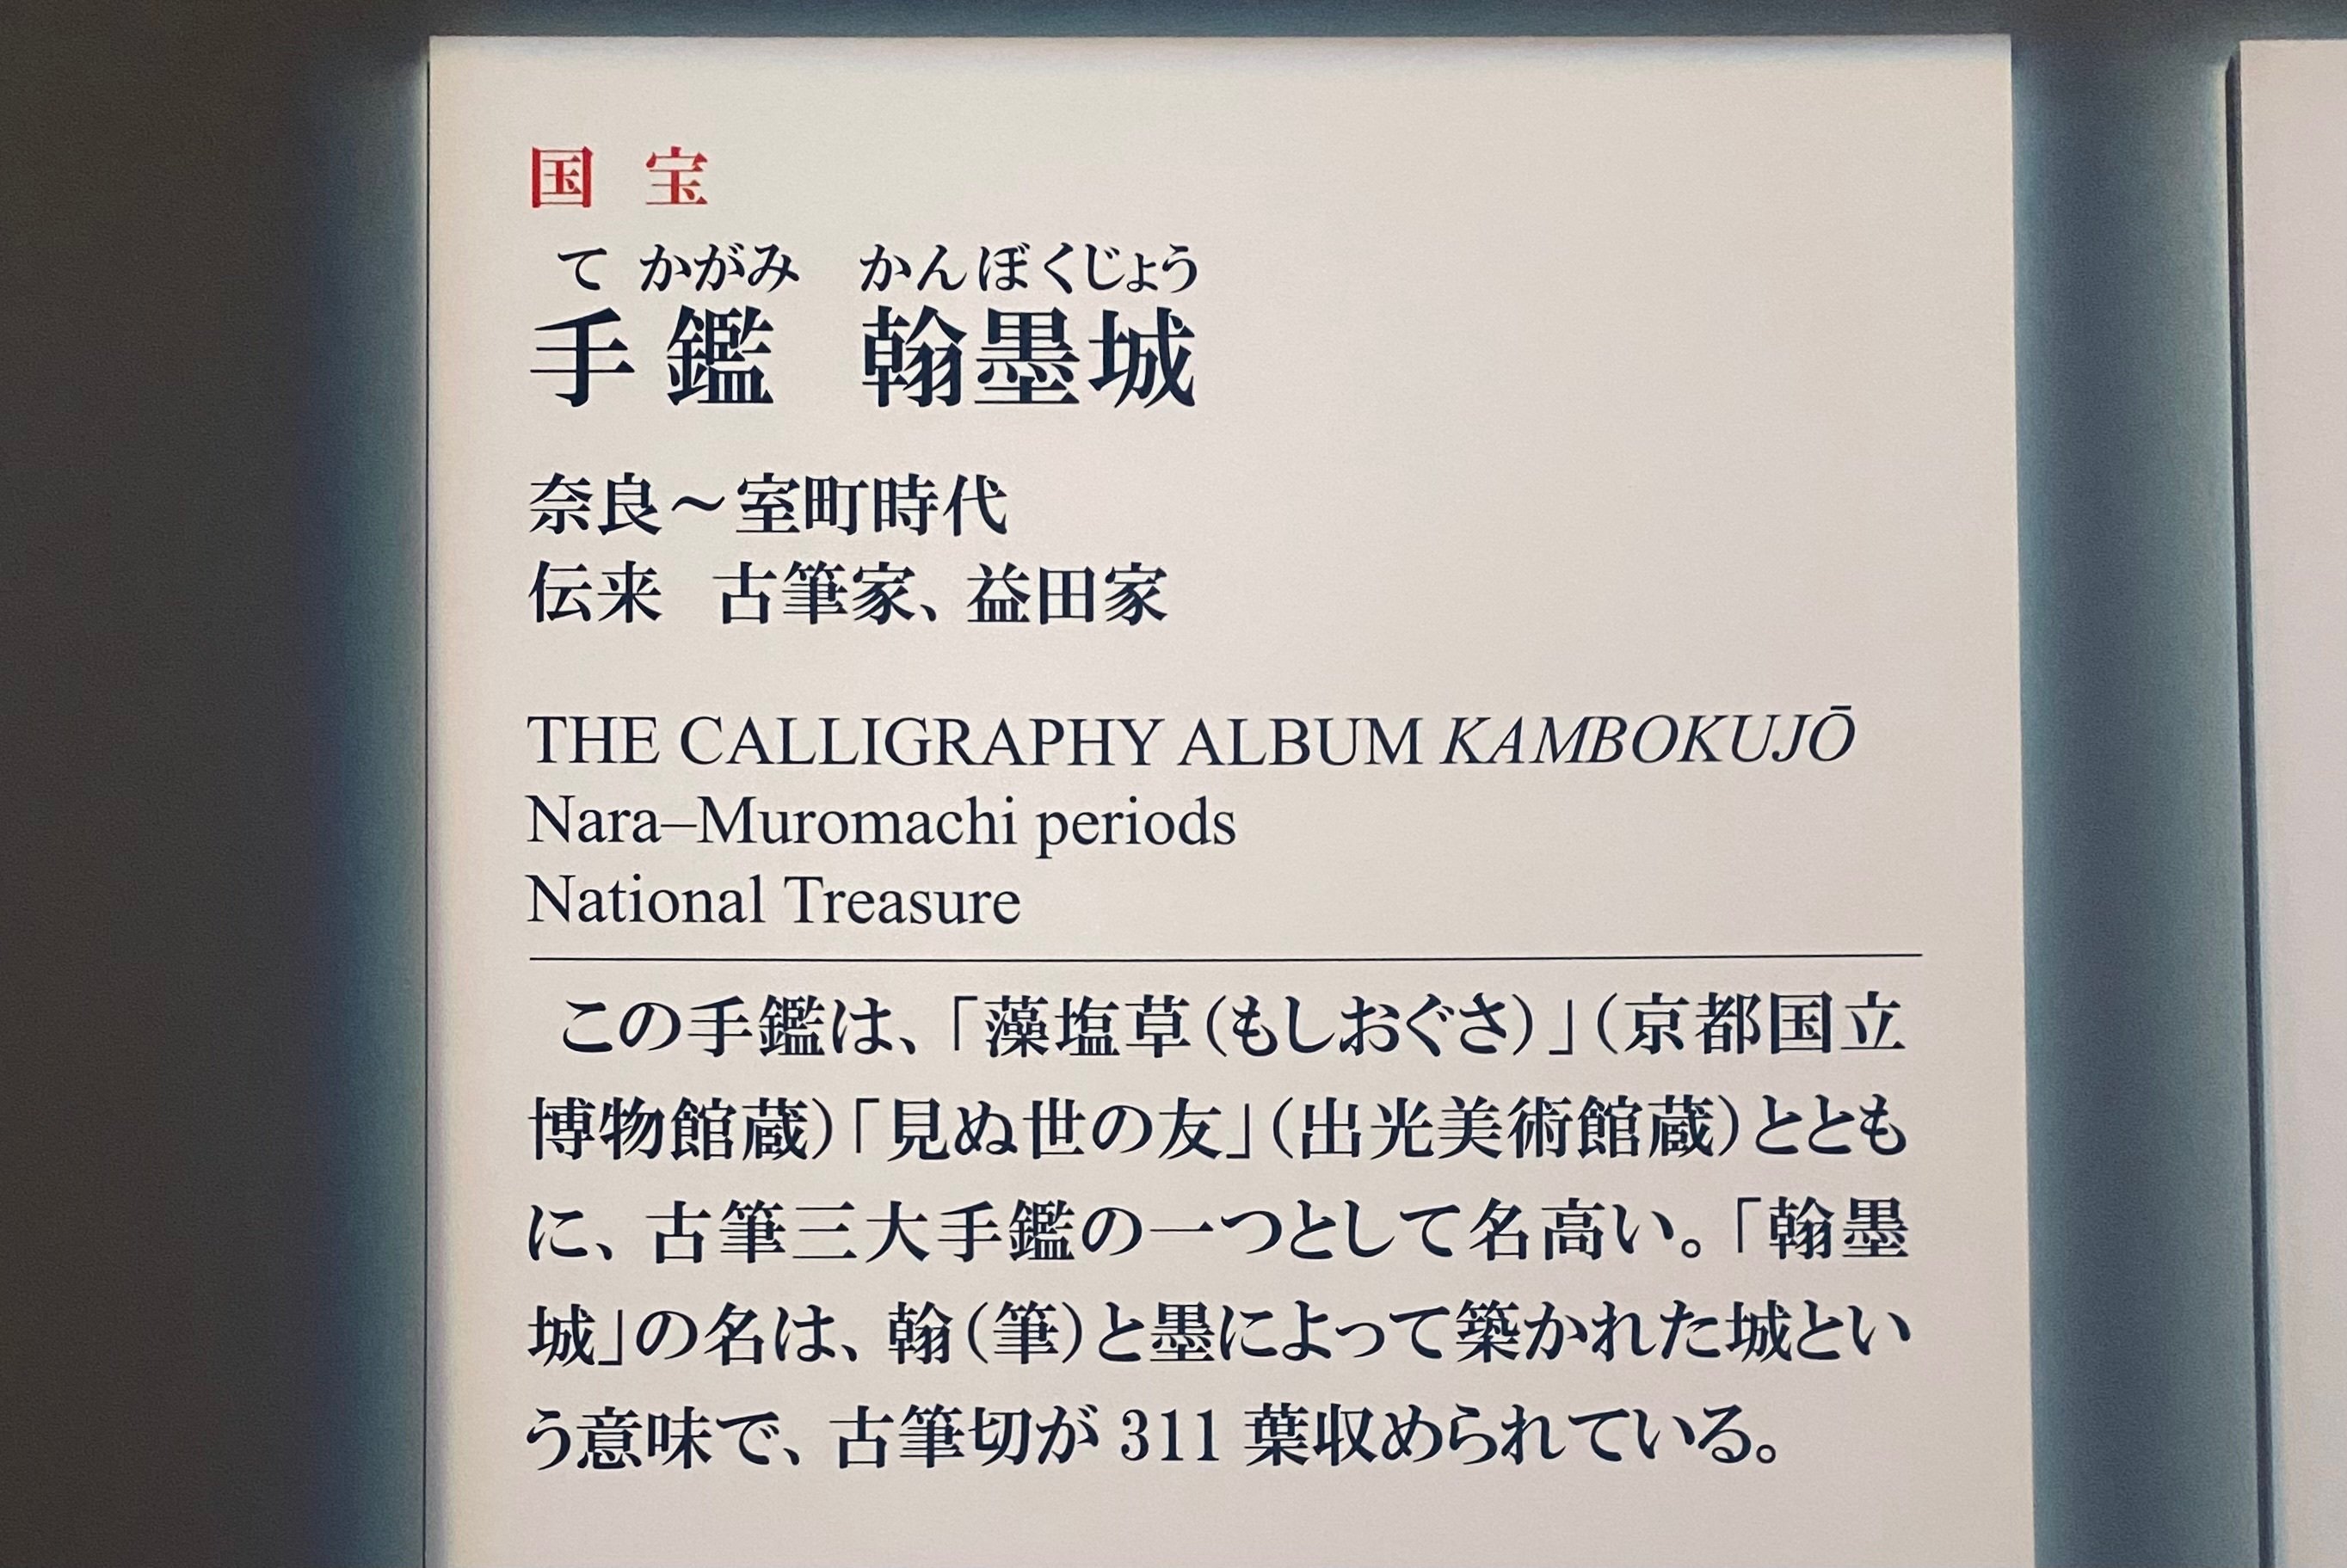 国 宝
て かがみ かんぼくじょう
手鑑 翰墨城
奈良～室町時代
伝来 古筆家、益田家
THE CALLIGRAPHY ALBUM KAMBOKUJŌ
Nara–Muromachi periods
National Treasure
この手鑑は、「藻塩草(もしおぐさ)」(京都国立
博物館蔵)「見ぬ世の友」(出光美術館蔵)ととも
に、古筆三大手鑑の一つとして名高い。「翰墨
城」の名は、翰(筆)と墨によって築かれた城とい
う意味で、古筆切が 311 葉収められている。